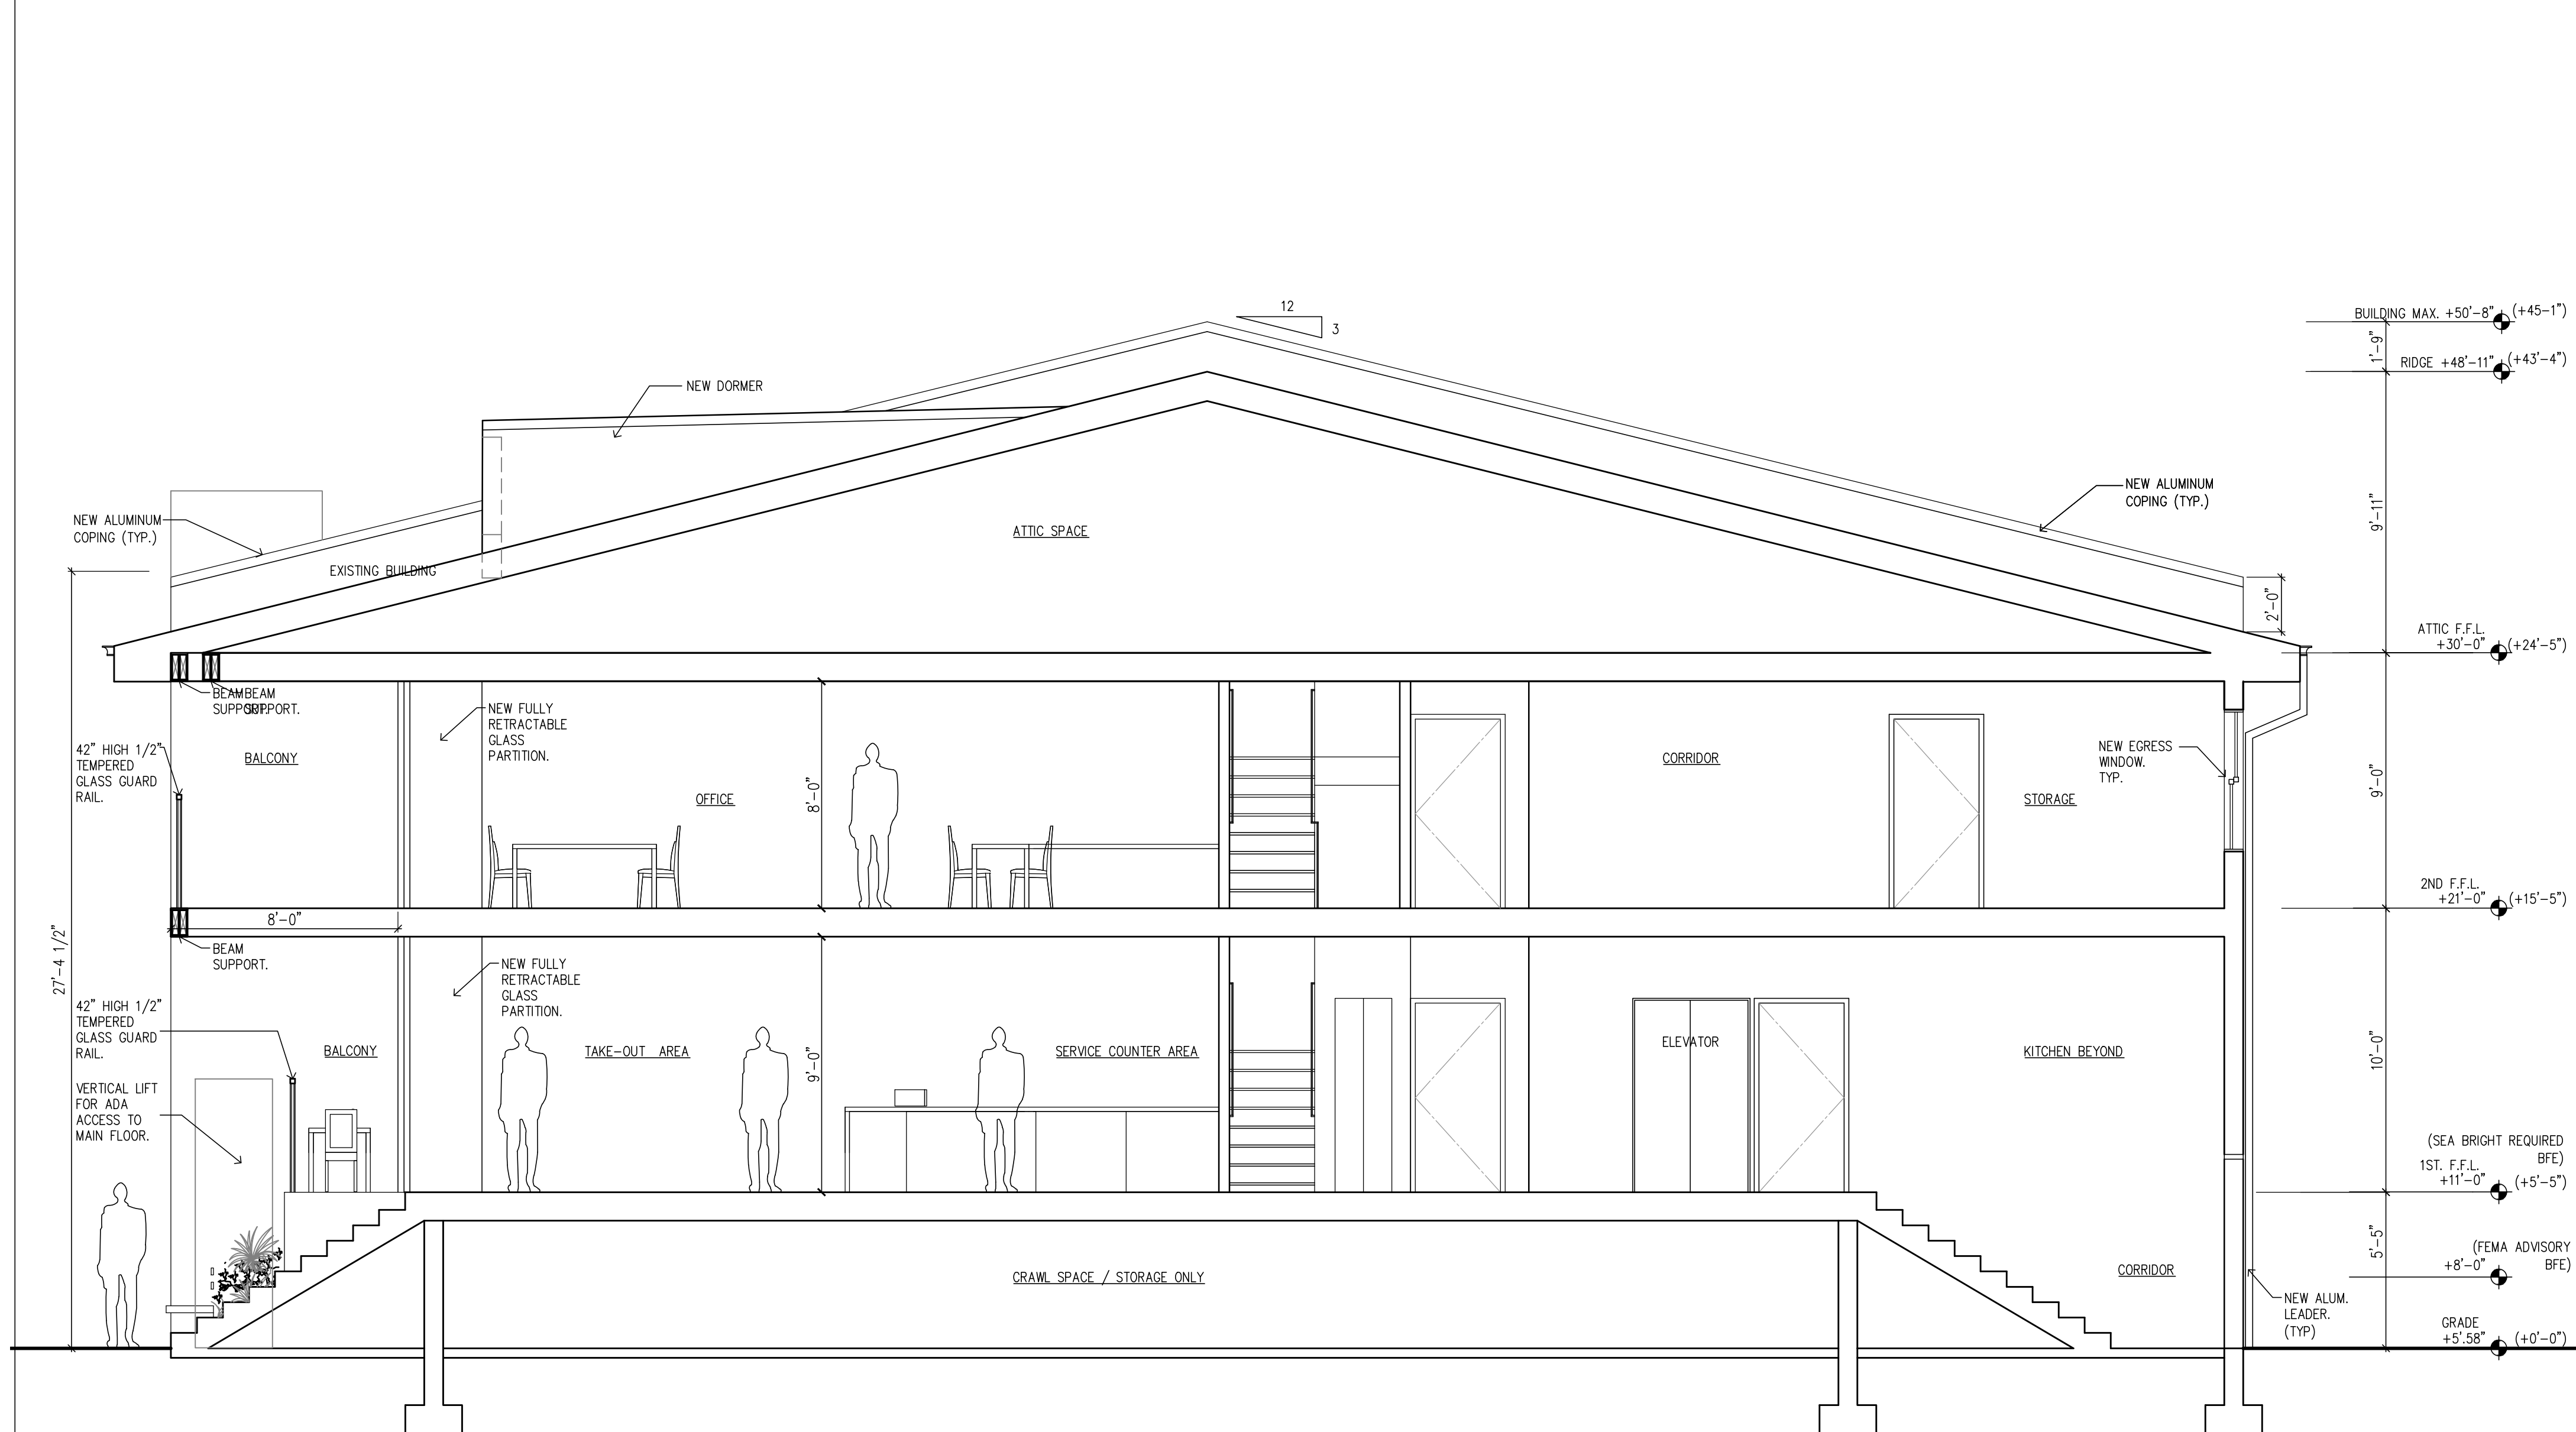 12
3
BUILDING MAX. +50'-8" (+45-1")
1'-9"
RIDGE +48'-11" (+43'-4")
NEW DORMER
NEW ALUMINUM
COPING (TYP.)
NEW ALUMINUM
COPING (TYP.)
9'-11"
ATTIC SPACE
EXISTING BUILDING
2'-0"
ATTIC F.F.L.
+30'-0" (+24'-5")
BEAM
SUPPORT.
BEAM
SUPPORT.
NEW FULLY
RETRACTABLE
GLASS
PARTITION.
42" HIGH 1/2"
TEMPERED
GLASS GUARD
RAIL.
BALCONY
OFFICE
8'-0"
CORRIDOR
STORAGE
NEW EGRESS
WINDOW.
TYP.
9'-0"
2ND F.F.L.
+21'-0" (+15'-5")
8'-0"
27'-4 1/2"
BEAM
SUPPORT.
NEW FULLY
RETRACTABLE
GLASS
PARTITION.
42" HIGH 1/2"
TEMPERED
GLASS GUARD
RAIL.
BALCONY
TAKE-OUT AREA
9'-0"
SERVICE COUNTER AREA
ELEVATOR
KITCHEN BEYOND
10'-0"
VERTICAL LIFT
FOR ADA
ACCESS TO
MAIN FLOOR.
(SEA BRIGHT REQUIRED
BFE)
1ST. F.F.L.
+11'-0" (+5'-5")
5'-5"
(FEMA ADVISORY
BFE)
+8'-0"
CRAWL SPACE / STORAGE ONLY
CORRIDOR
NEW ALUM.
LEADER.
(TYP)
GRADE
+5'.58" (+0'-0")